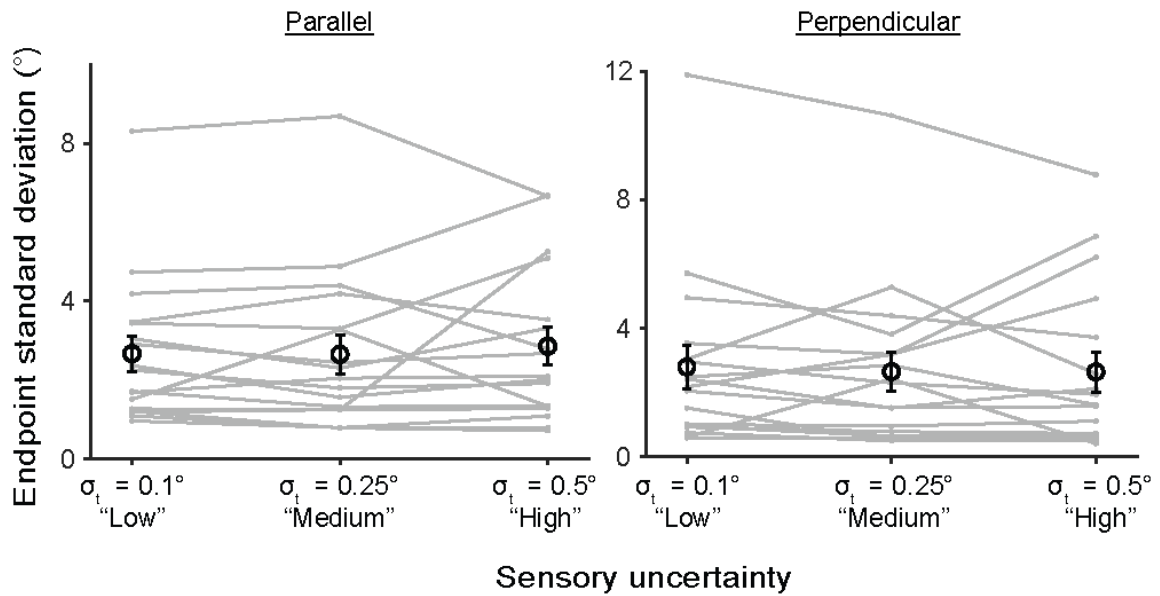 Parallel
Perpendicular
Endpoint standard deviation (°)
8
4
0
12
8
4
0
σt = 0.1°
“Low”
σt = 0.25°
“Medium”
σt = 0.5°
“High”
σt = 0.1°
“Low”
σt = 0.25°
“Medium”
σt = 0.5°
“High”
Sensory uncertainty